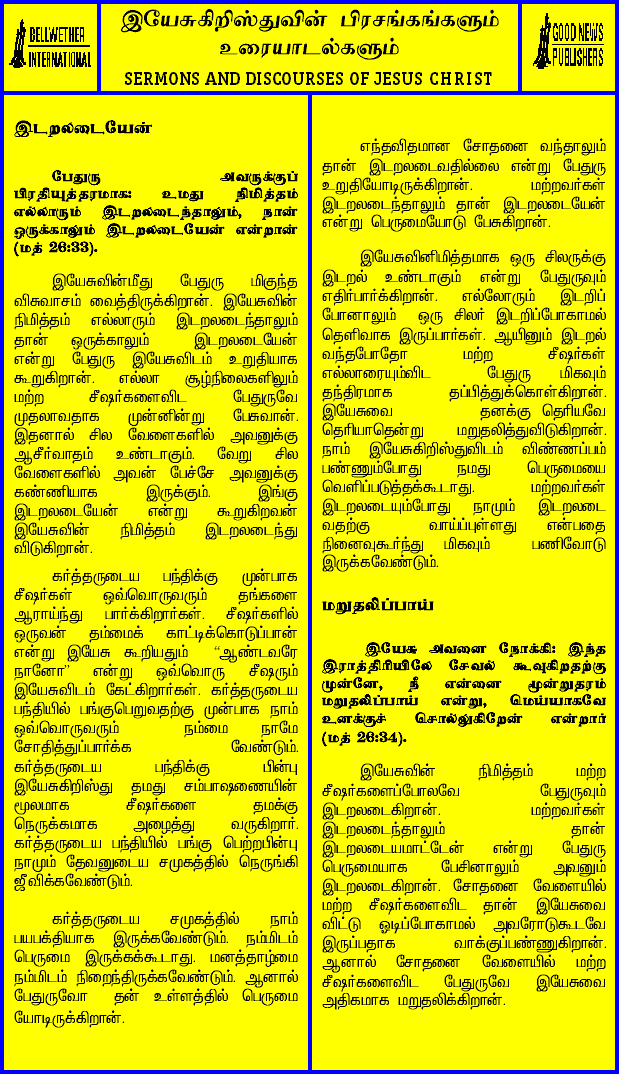 BELLWETHER
INTERNATIONAL
இயேசுகிறிஸ்துவின் பிரசங்கங்களும்
உரையாடல்களும்
SERMONS AND DISCOURSES OF JESUS CHRIST
GOOD NEWS
PUBLISHERS
இடறலடையேன்
பேதுரு அவருக்குப்
பிரதியுத்தரமாக: உமது நிமித்தம்
எல்லாரும் இடறலடைந்தாலும், நான்
ஒருக்காலும் இடறலடையேன் என்றான்
(மத் 26:33).
இயேசுவின்மீது பேதுரு மிகுந்த
விசுவாசம் வைத்திருக்கிறான். இயேசுவின்
நிமித்தம் எல்லாரும் இடறலடைந்தாலும்
தான் ஒருக்காலும் இடறலடையேன்
என்று பேதுரு இயேசுவிடம் உறுதியாக
கூறுகிறான். எல்லா சூழ்நிலைகளிலும்
மற்ற சீஷர்களைவிட பேதுருவே
முதலாவதாக முன்னின்று பேசுவான்.
இதனால் சில வேளைகளில் அவனுக்கு
ஆசீர்வாதம் உண்டாகும். வேறு சில
வேளைகளில் அவன் பேச்சே அவனுக்கு
கண்ணியாக இருக்கும். இங்கு
இடறலடையேன் என்று கூறுகிறவன்
இயேசுவின் நிமித்தம் இடறலடைந்து
விடுகிறான்.
கர்த்தருடைய பந்திக்கு முன்பாக
சீஷர்கள் ஒவ்வொருவரும் தங்களை
ஆராய்ந்து பார்க்கிறார்கள். சீஷர்களில்
ஒருவன் தம்மைக் காட்டிக்கொடுப்பான்
என்று இயேசு கூறியதும் “ஆண்டவரே
நானோ” என்று ஒவ்வொரு சீஷரும்
இயேசுவிடம் கேட்கிறார்கள். கர்த்தருடைய
பந்தியில் பங்குபெறுவதற்கு முன்பாக நாம்
ஒவ்வொருவரும் நம்மை நாமே
சோதித்துப்பார்க்க வேண்டும்.
கர்த்தருடைய பந்திக்கு பின்பு
இயேசுகிறிஸ்து தமது சம்பாஷணையின்
மூலமாக சீஷர்களை தமக்கு
நெருக்கமாக அழைத்து வருகிறார்.
கர்த்தருடைய பந்தியில் பங்கு பெற்றபின்பு
நாமும் தேவனுடைய சமுகத்தில் நெருங்கி
ஜீவிக்கவேண்டும்.
கர்த்தருடைய சமுகத்தில் நாம்
பயபக்தியாக இருக்கவேண்டும். நம்மிடம்
பெருமை இருக்கக்கூடாது. மனத்தாழ்மை
நம்மிடம் நிறைந்திருக்கவேண்டும். ஆனால்
பேதுருவோ தன் உள்ளத்தில் பெருமை
யோடிருக்கிறான்.
எந்தவிதமான சோதனை வந்தாலும்
தான் இடறலடைவதில்லை என்று பேதுரு
உறுதியோடிருக்கிறான். மற்றவர்கள்
இடறலடைந்தாலும் தான் இடறலடையேன்
என்று பெருமையோடு பேசுகிறான்.
இயேசுவினிமித்தமாக ஒரு சிலருக்கு
இடறல் உண்டாகும் என்று பேதுருவும்
எதிர்பார்க்கிறான். எல்லோரும் இடறிப்
போனாலும் ஒரு சிலர் இடறிப்போகாமல்
தெளிவாக இருப்பார்கள். ஆயினும் இடறல்
வந்தபோதோ மற்ற சீஷர்கள்
எல்லாரையும்விட பேதுரு மிகவும்
தந்திரமாக தப்பித்துக்கொள்கிறான்.
இயேசுவை தனக்கு தெரியவே
தெரியாதென்று மறுதலித்துவிடுகிறான்.
நாம் இயேசுகிறிஸ்துவிடம் விண்ணப்பம்
பண்ணும்போது நமது பெருமையை
வெளிப்படுத்தக்கூடாது. மற்றவர்கள்
இடறலடையும்போது நாமும் இடறலடை
வதற்கு வாய்ப்புள்ளது என்பதை
நினைவுகூர்ந்து மிகவும் பணிவோடு
இருக்கவேண்டும்.
மறுதலிப்பாய்
இயேசு அவனை நோக்கி: இந்த
இராத்திரியிலே சேவல் கூவுகிறதற்கு
முன்னே, நீ என்னை மூன்றுதரம்
மறுதலிப்பாய் என்று, மெய்யாகவே
உனக்குச் சொல்லுகிறேன் என்றார்
(மத் 26:34).
இயேசுவின் நிமித்தம் மற்ற
சீஷர்களைப்போலவே பேதுருவும்
இடறலடைகிறான். மற்றவர்கள்
இடறலடைந்தாலும் தான்
இடறலடையமாட்டேன் என்று பேதுரு
பெருமையாக பேசினாலும் அவனும்
இடறலடைகிறான். சோதனை வேளையில்
மற்ற சீஷர்களைவிட தான் இயேசுவை
விட்டு ஓடிப்போகாமல் அவரோடுகூடவே
இருப்பதாக வாக்குப்பண்ணுகிறான்.
ஆனால் சோதனை வேளையில் மற்ற
சீஷர்களைவிட பேதுருவே இயேசுவை
அதிகமாக மறுதலிக்கிறான்.